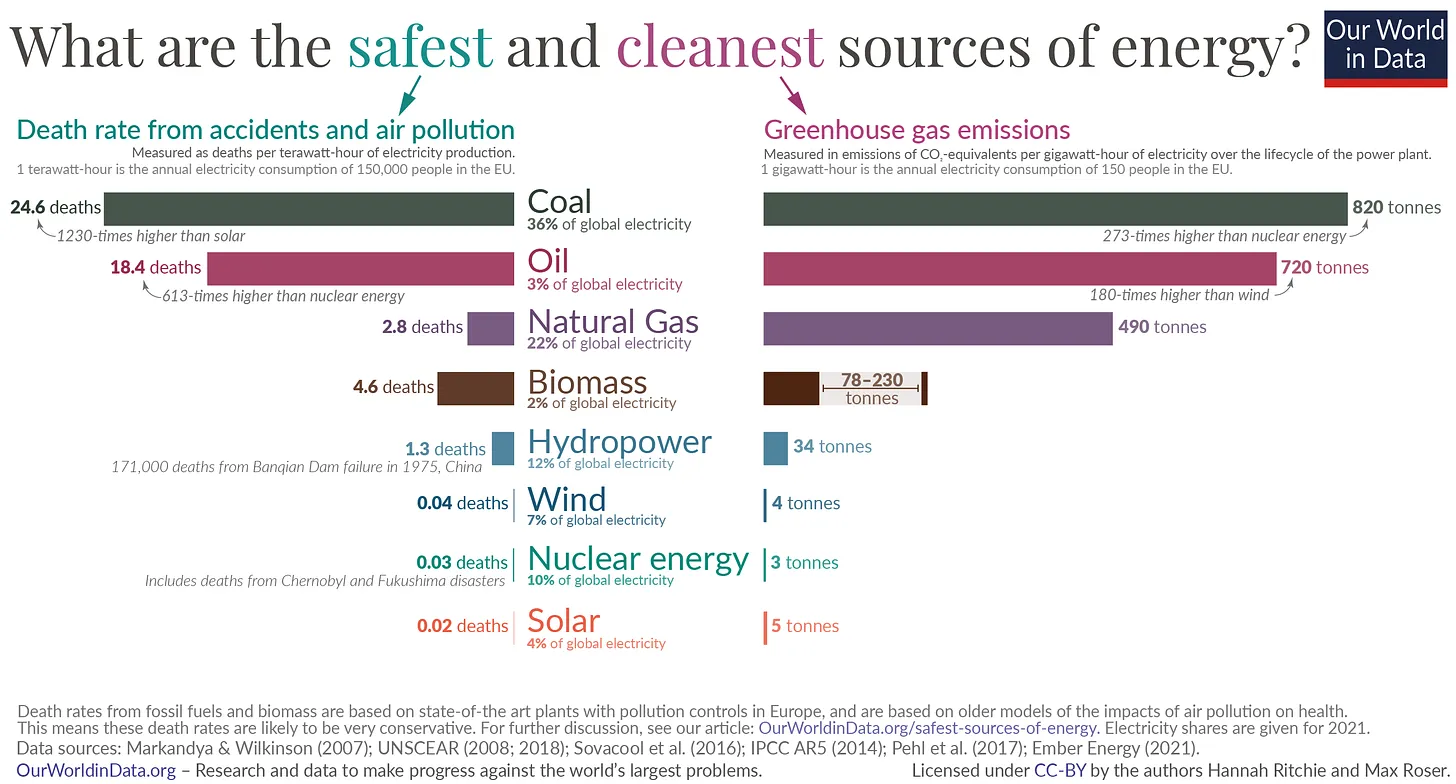 What are the safest and cleanest sources of energy?
Our World
in Data
Death rate from accidents and air pollution
Measured as deaths per terawatt-hour of electricity production.
1 terawatt-hour is the annual electricity consumption of 150,000 people in the EU.
Greenhouse gas emissions
Measured in emissions of CO₂-equivalents per gigawatt-hour of electricity over the lifecycle of the power plant.
1 gigawatt-hour is the annual electricity consumption of 150 people in the EU.
24.6 deaths
1230-times higher than solar
Coal
36% of global electricity
820 tonnes
273-times higher than nuclear energy
18.4 deaths
613-times higher than nuclear energy
Oil
3% of global electricity
720 tonnes
180-times higher than wind
2.8 deaths
Natural Gas
22% of global electricity
490 tonnes
4.6 deaths
Biomass
2% of global electricity
78–230
tonnes
1.3 deaths
171,000 deaths from Banqian Dam failure in 1975, China
Hydropower
12% of global electricity
34 tonnes
0.04 deaths
Wind
7% of global electricity
4 tonnes
0.03 deaths
Includes deaths from Chernobyl and Fukushima disasters
Nuclear energy
10% of global electricity
3 tonnes
0.02 deaths
Solar
4% of global electricity
5 tonnes
Death rates from fossil fuels and biomass are based on state-of-the art plants with pollution controls in Europe, and are based on older models of the impacts of air pollution on health.
This means these death rates are likely to be very conservative. For further discussion, see our article: OurWorldinData.org/safest-sources-of-energy. Electricity shares are given for 2021.
Data sources: Markandya & Wilkinson (2007); UNSCEAR (2008; 2018); Sovacool et al. (2016); IPCC AR5 (2014); Pehl et al. (2017); Ember Energy (2021).
OurWorldinData.org – Research and data to make progress against the world's largest problems.
Licensed under CC-BY by the authors Hannah Ritchie and Max Roser.